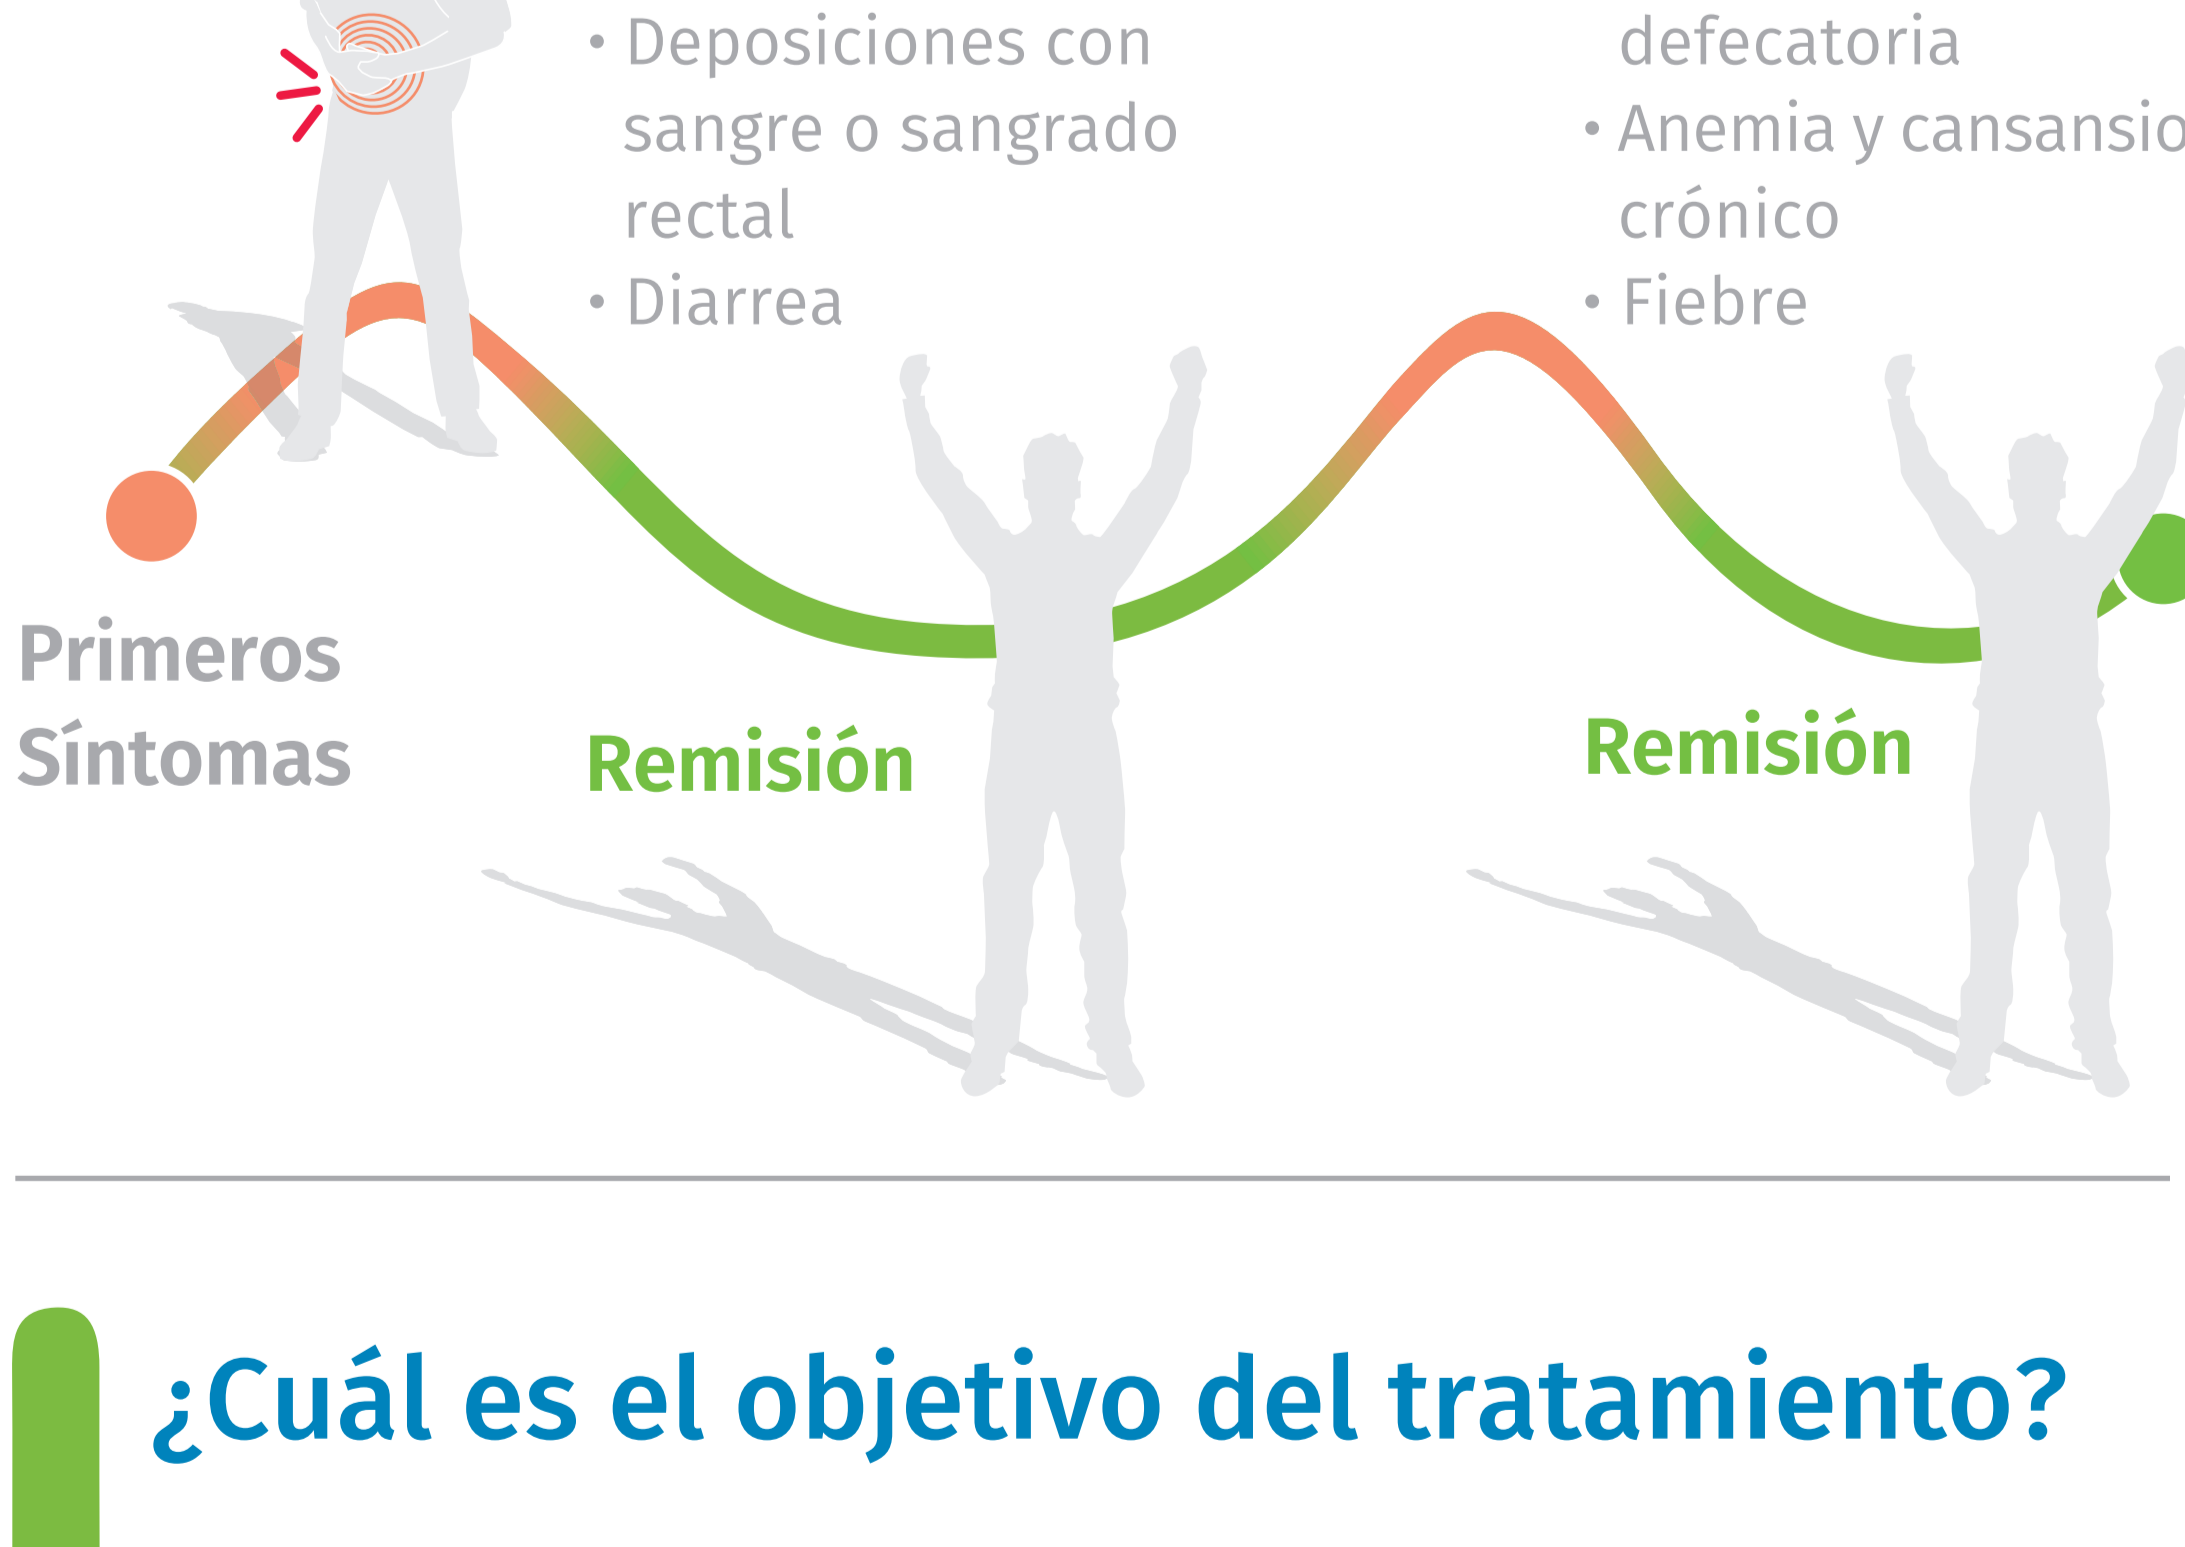 • Deposiciones con
sangre o sangrado
rectal
• Diarrea
defecatoria
• Anemia y cansansio
crónico
• Fiebre
Primeros
Síntomas
Remisión
Remisión
¿Cuál es el objetivo del tratamiento?